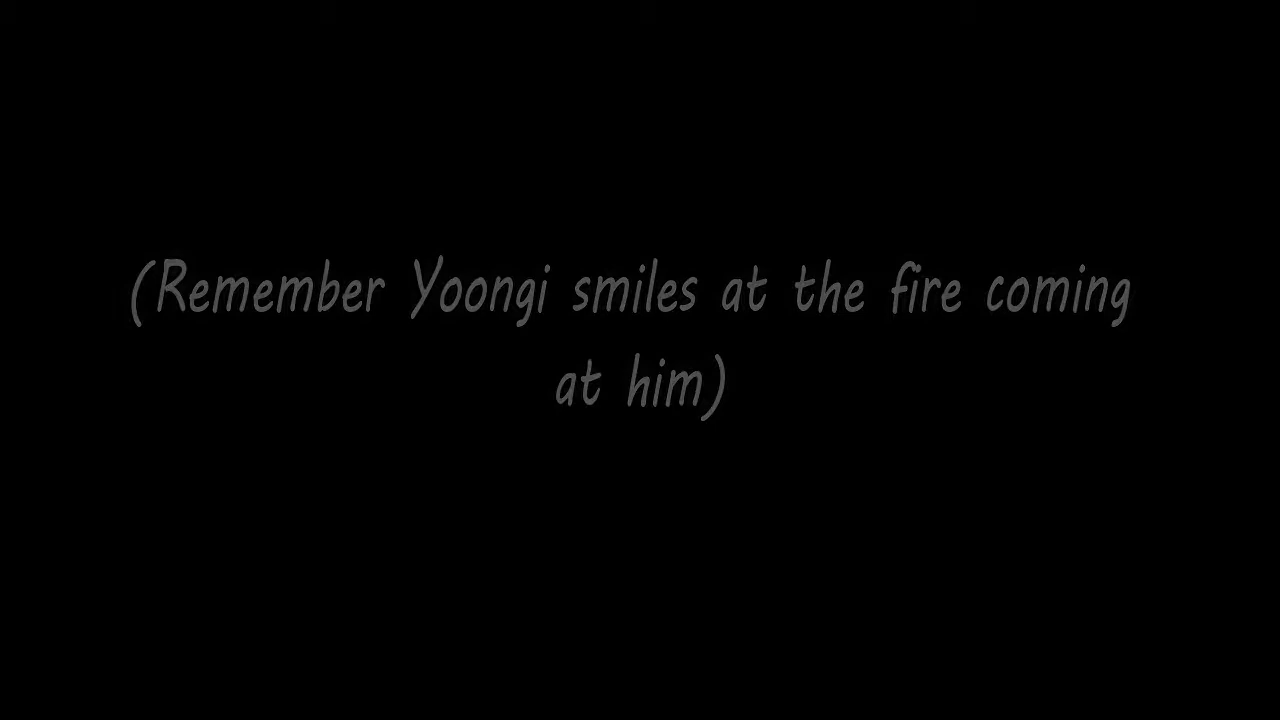 (Remember Yoongi smiles at the fire coming
at him)